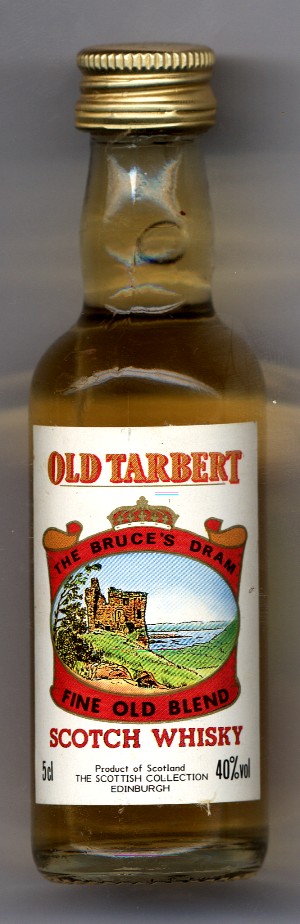 OLD TARBERT
THE BRUCE'S DRAM
FINE OLD BLEND
SCOTCH WHISKY
5cl
Product of Scotland
THE SCOTTISH COLLECTION
EDINBURGH
40%vol